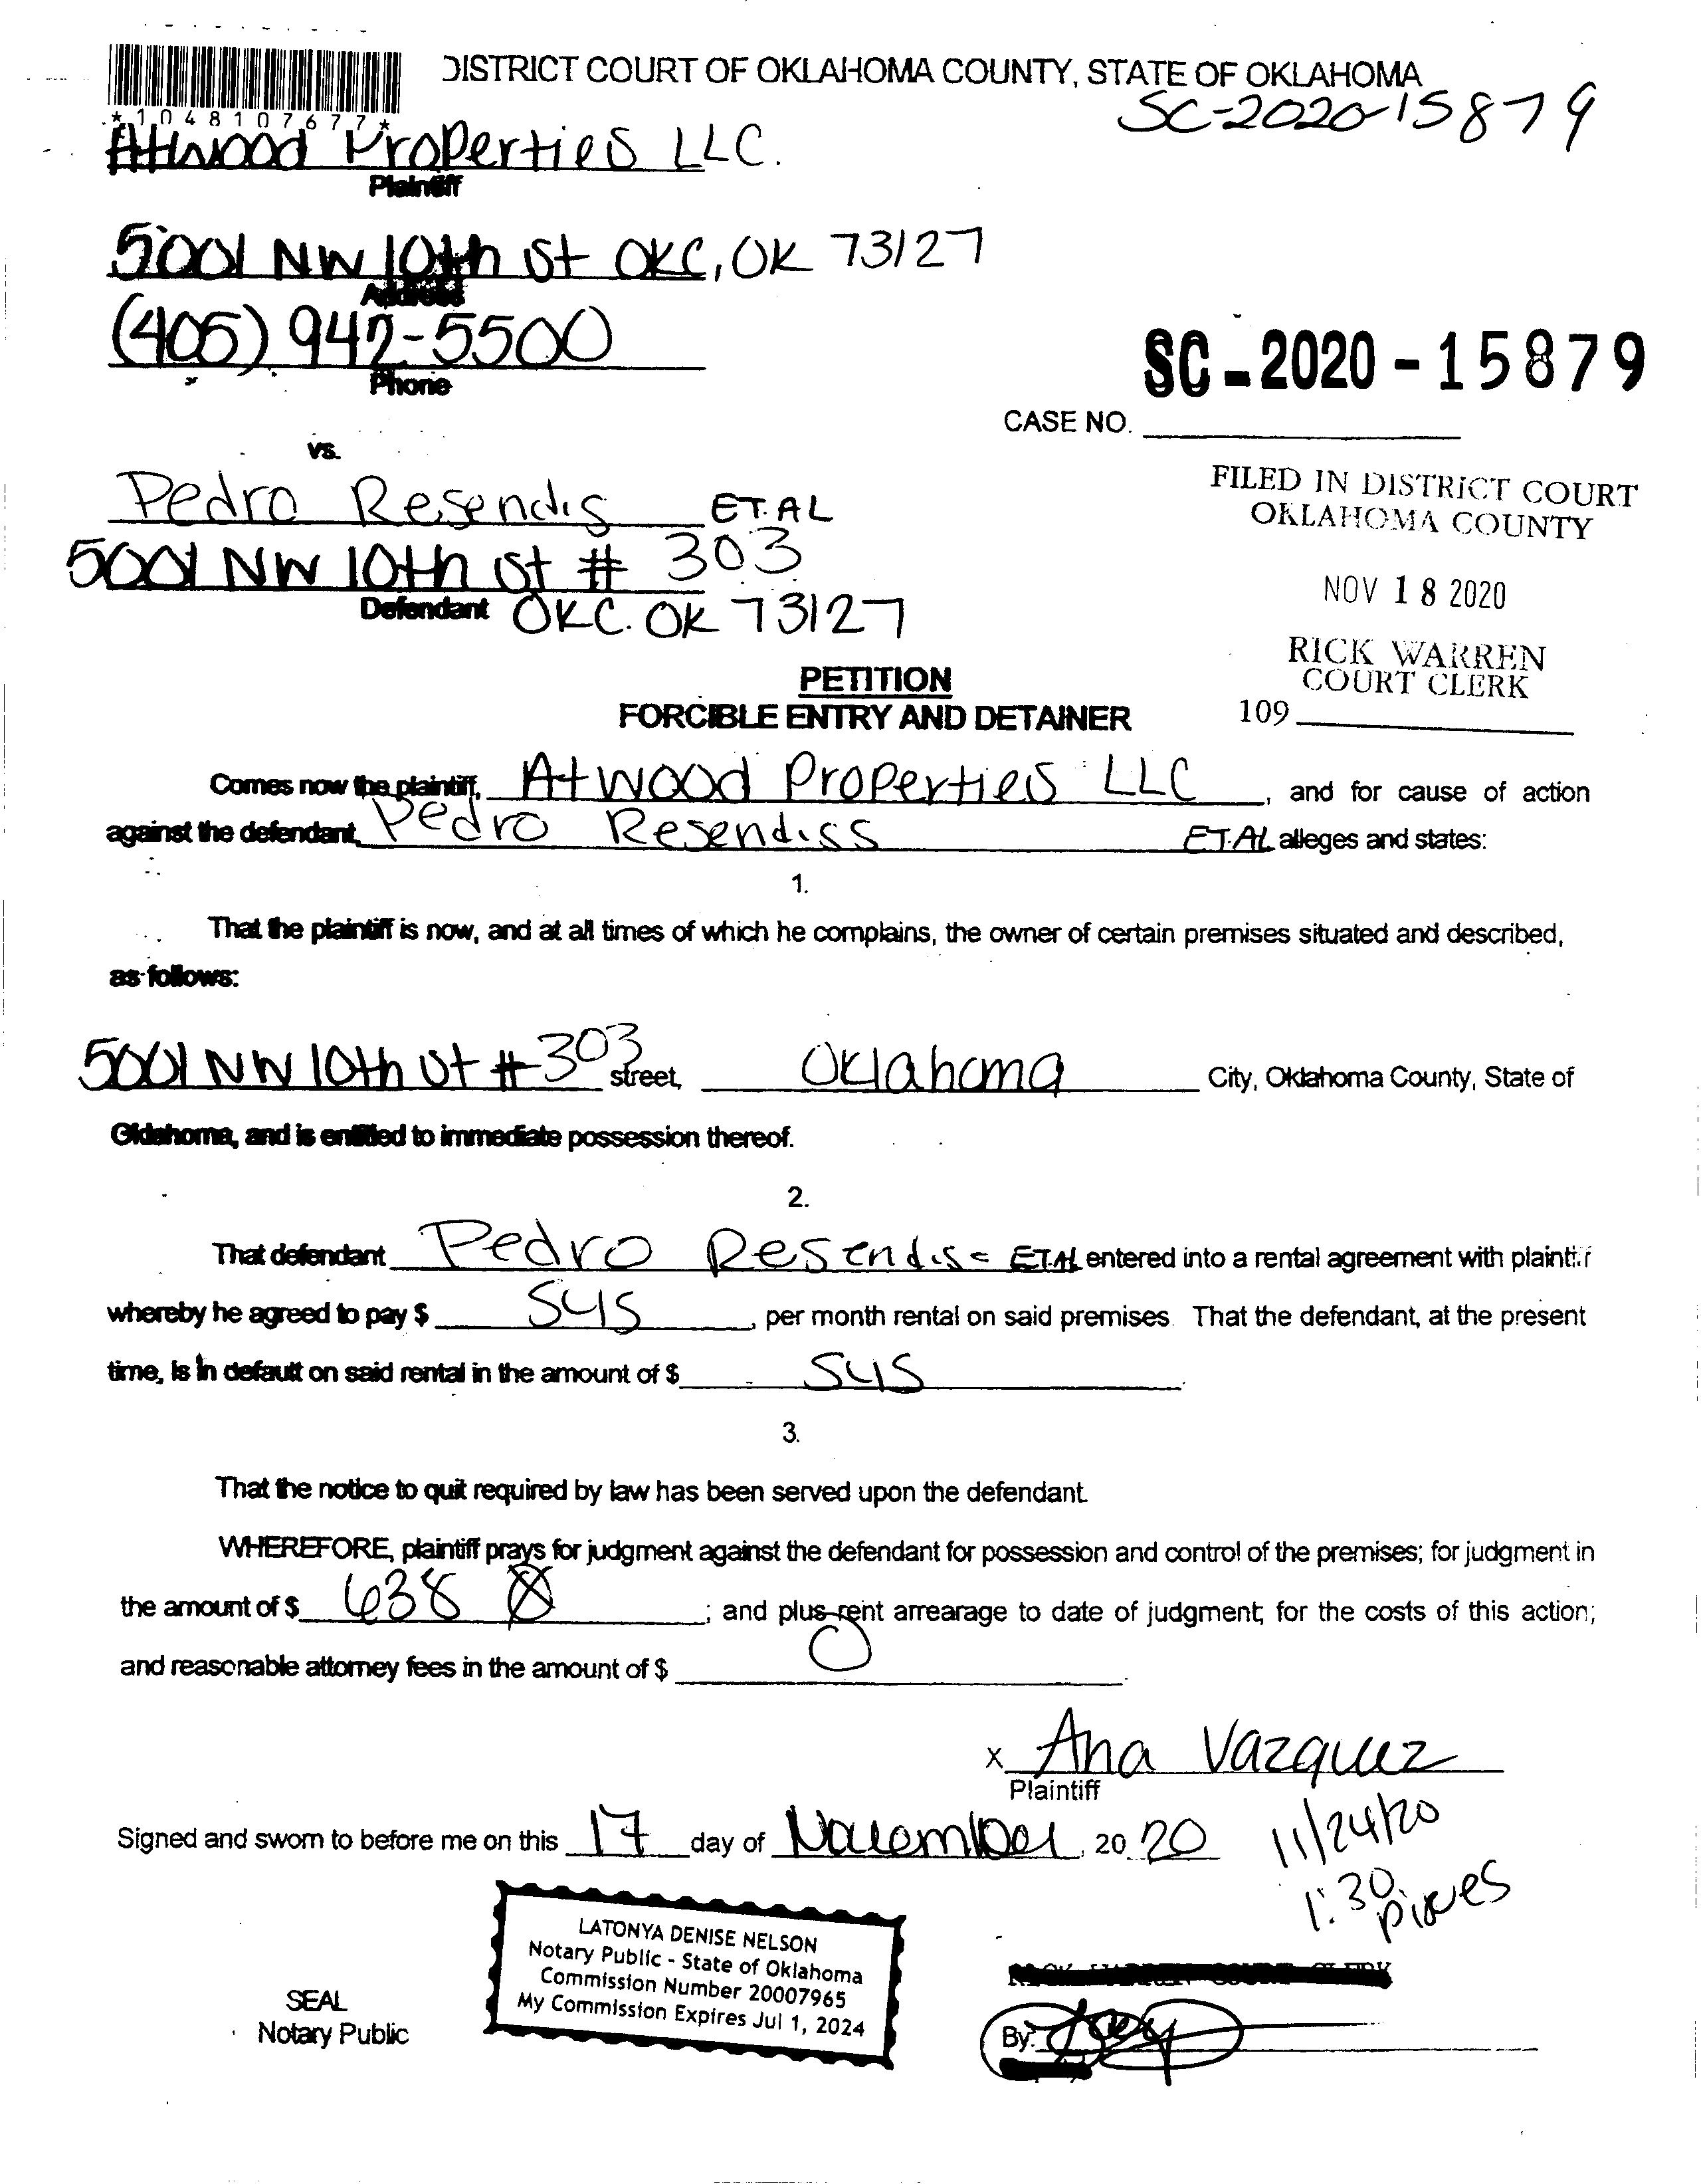 DISTRICT COURT OF OKLAHOMA COUNTY, STATE OF OKLAHOMA
SC-2020-15879
*1048107677*
Atwood Properties LLC.
Plaintiff
5001 NW 10th St OKC, OK 73127
Address
(405) 942-5500
Phone
SC-2020-15879
CASE NO.
vs.
Pedro Resendis ET.AL
5001 NW 10th St # 303
Defendant OKC. OK 73127
FILED IN DISTRICT COURT
OKLAHOMA COUNTY
NOV 18 2020
RICK WARREN
COURT CLERK
109
PETITION
FORCIBLE ENTRY AND DETAINER
Comes now the plaintiff, Atwood Properties LLC, and for cause of action
against the defendant, Pedro Resendiss ET.AL alleges and states:
1.
That the plaintiff is now, and at all times of which he complains, the owner of certain premises situated and described,
as follows:
5001 NW 10th St # 303 street, Oklahoma City, Oklahoma County, State of
Oklahoma, and is entitled to immediate possession thereof.
2.
That defendant Pedro Resendis ET.AL entered into a rental agreement with plaintiff
whereby he agreed to pay $ 545, per month rental on said premises. That the defendant, at the present
time, is in default on said rental in the amount of $ 545.
3.
That the notice to quit required by law has been served upon the defendant.
WHEREFORE, plaintiff prays for judgment against the defendant for possession and control of the premises; for judgment in
the amount of $ 638; and plus rent arrearage to date of judgment; for the costs of this action;
and reasonable attorney fees in the amount of $ 0.
x Ana Vazquez
Plaintiff
Signed and sworn to before me on this 17 day of November, 20 20
11/24/20
1:30
LATONYA DENISE NELSON
Notary Public - State of Oklahoma
Commission Number 20007965
My Commission Expires Jul 1, 2024
SEAL
Notary Public
By: